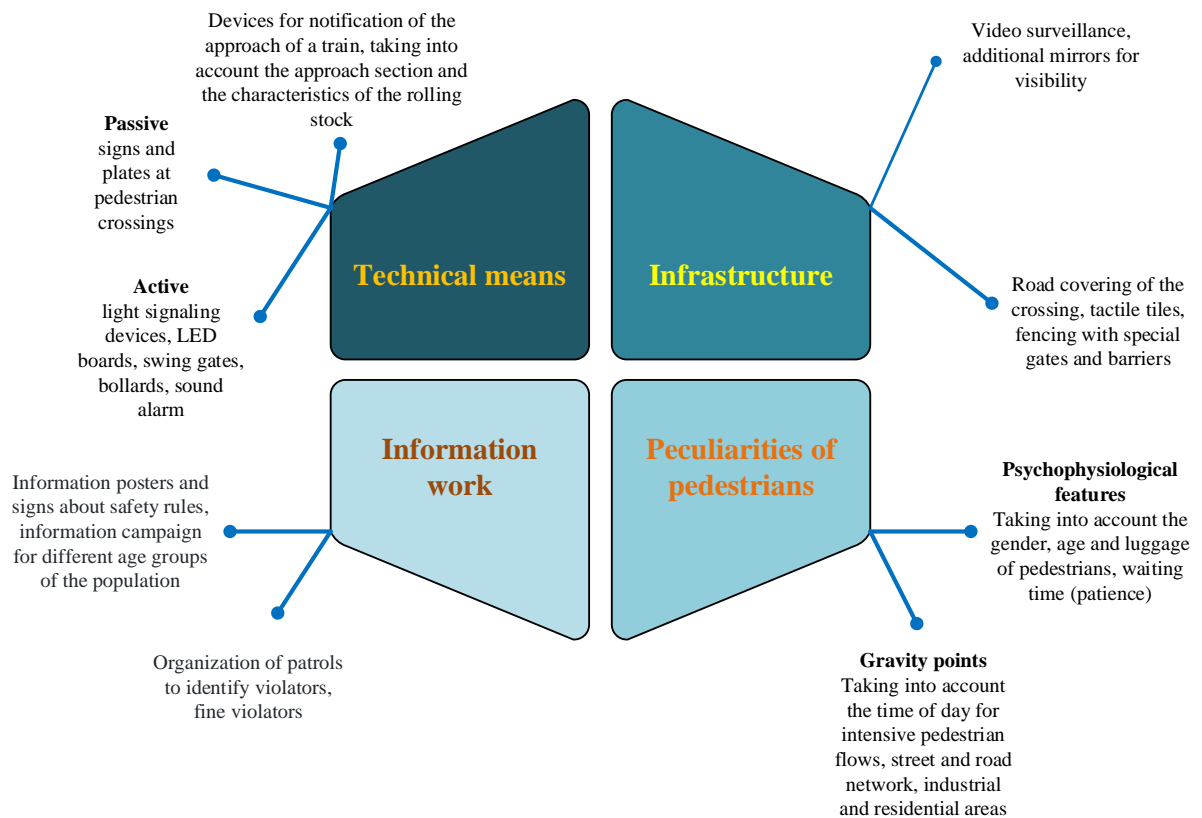 Devices for notification of the
approach of a train, taking into
account the approach section and
the characteristics of the rolling
stock
Passive
signs and
plates at
pedestrian
crossings
Active
light signaling
devices, LED
boards, swing gates,
bollards, sound
alarm
Technical means
Infrastructure
Video surveillance,
additional mirrors for
visibility
Road covering of the
crossing, tactile tiles,
fencing with special
gates and barriers
Information
work
Peculiarities of
pedestrians
Information posters and
signs about safety rules,
information campaign
for different age groups
of the population
Organization of patrols
to identify violators,
fine violators
Psychophysiological
features
Taking into account the
gender, age and luggage
of pedestrians, waiting
time (patience)
Gravity points
Taking into account
the time of day for
intensive pedestrian
flows, street and road
network, industrial
and residential areas